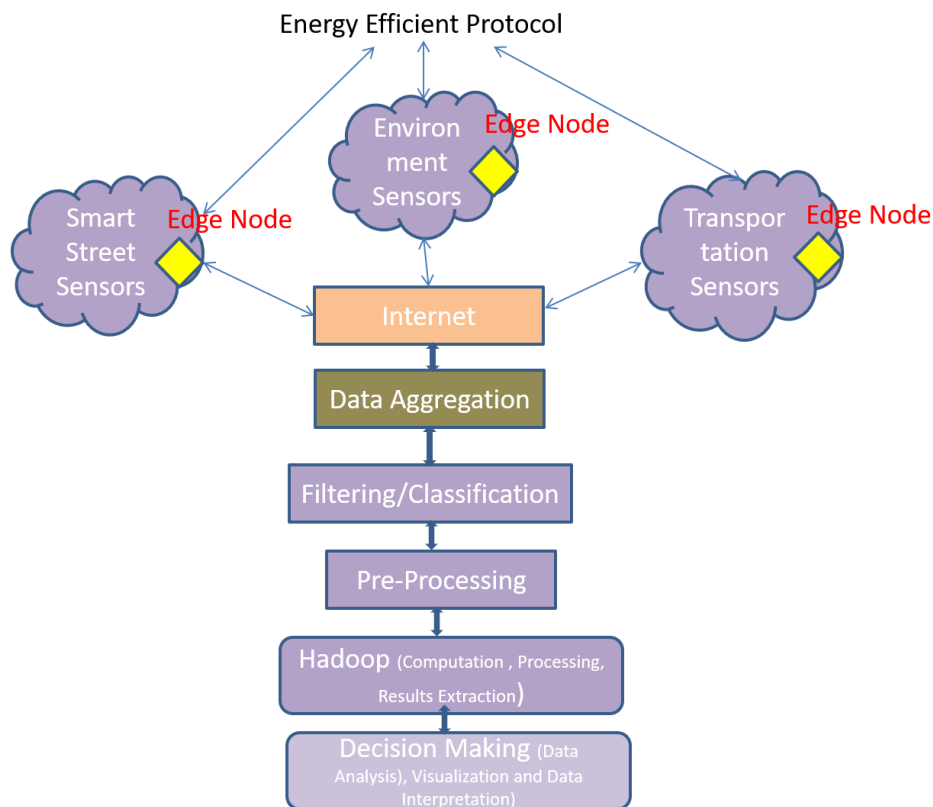 Energy Efficient Protocol
Environ
ment
Sensors
Edge Node
Smart
Street
Sensors
Edge Node
Transpor
tation
Sensors
Edge Node
Internet
Data Aggregation
Filtering/Classification
Pre-Processing
Hadoop (Computation , Processing,
Results Extraction)
Decision Making (Data
Analysis), Visualization and Data
Interpretation)